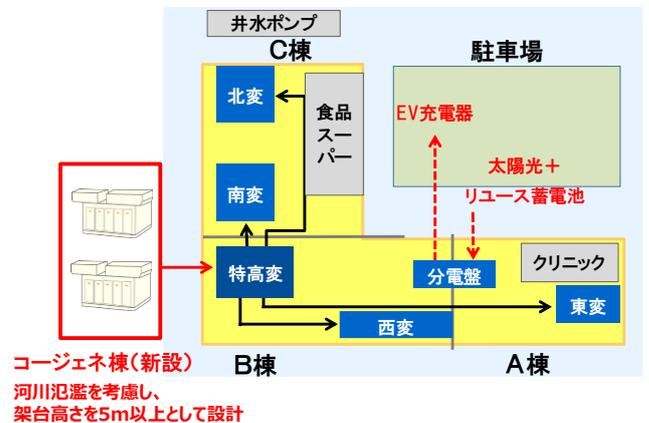 井水ポンプ
C棟
駐車場
北変
食品
スー
パー
EV充電器
太陽光＋
リユース蓄電池
南変
特高変
分電盤
クリニック
東変
西変
コージェネ棟（新設）
B棟
A棟
河川氾濫を考慮し、
架台高さを5m以上として設計